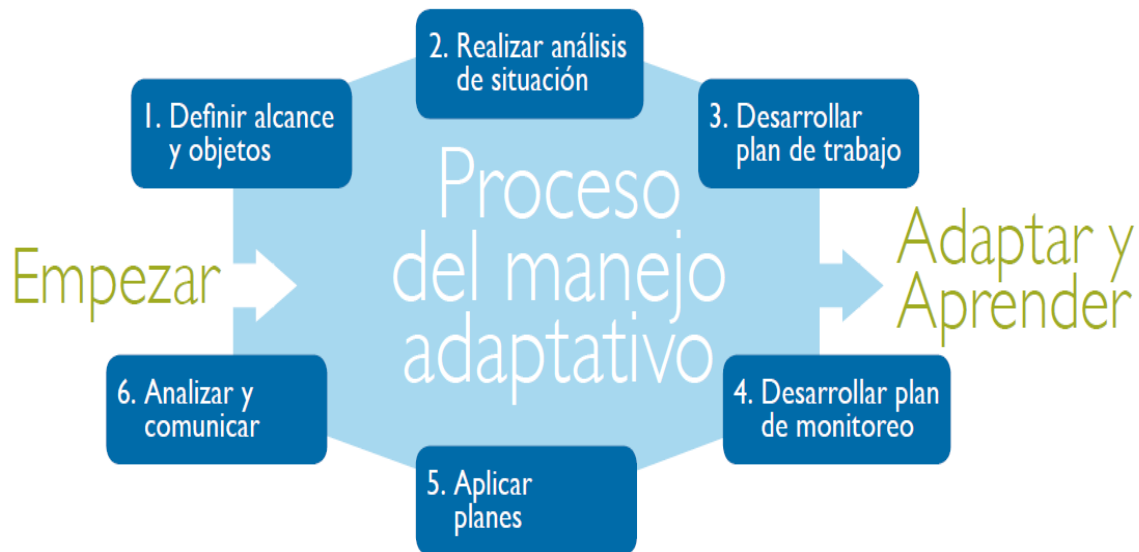 2. Realizar análisis
de situación
1. Definir alcance
y objetos
3. Desarrollar
plan de trabajo
Proceso
del manejo
adaptativo
Empezar
Adaptar y
Aprender
6. Analizar y
comunicar
4. Desarrollar plan
de monitoreo
5. Aplicar
planes